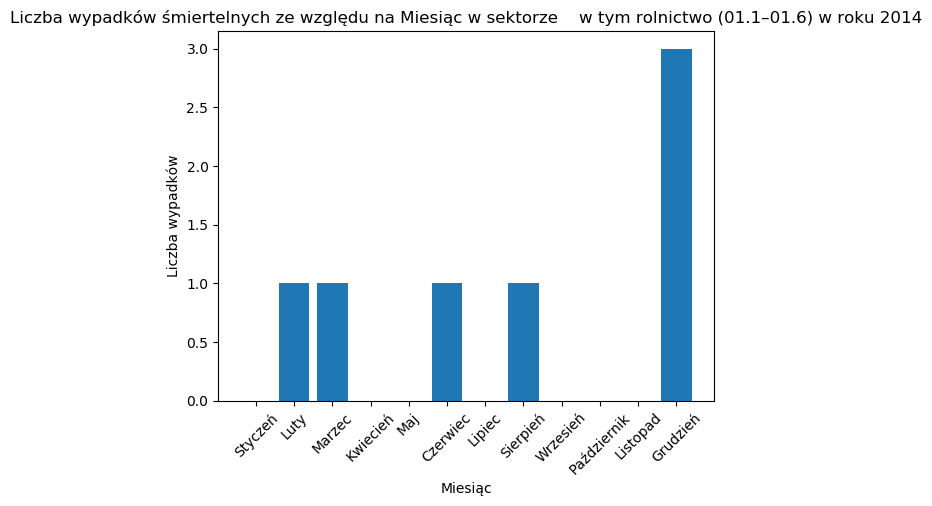 Liczba wypadków śmiertelnych ze względu na Miesiąc w sektorze    w tym rolnictwo (01.1–01.6) w roku 2014
3.0
2.5
2.0
1.5
1.0
0.5
0.0
Liczba wypadków
Styczeń
Luty
Marzec
Kwiecień
Maj
Czerwiec
Lipiec
Sierpień
Wrzesień
Październik
Listopad
Grudzień
Miesiąc